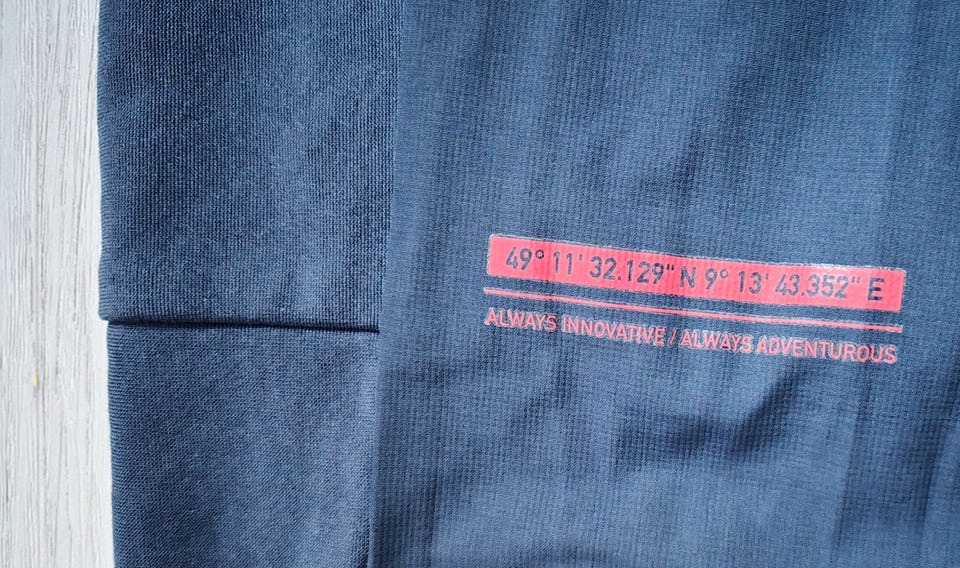 49° 11' 32.129" N 9° 13' 43.352" E
ALWAYS INNOVATIVE / ALWAYS ADVENTUROUS